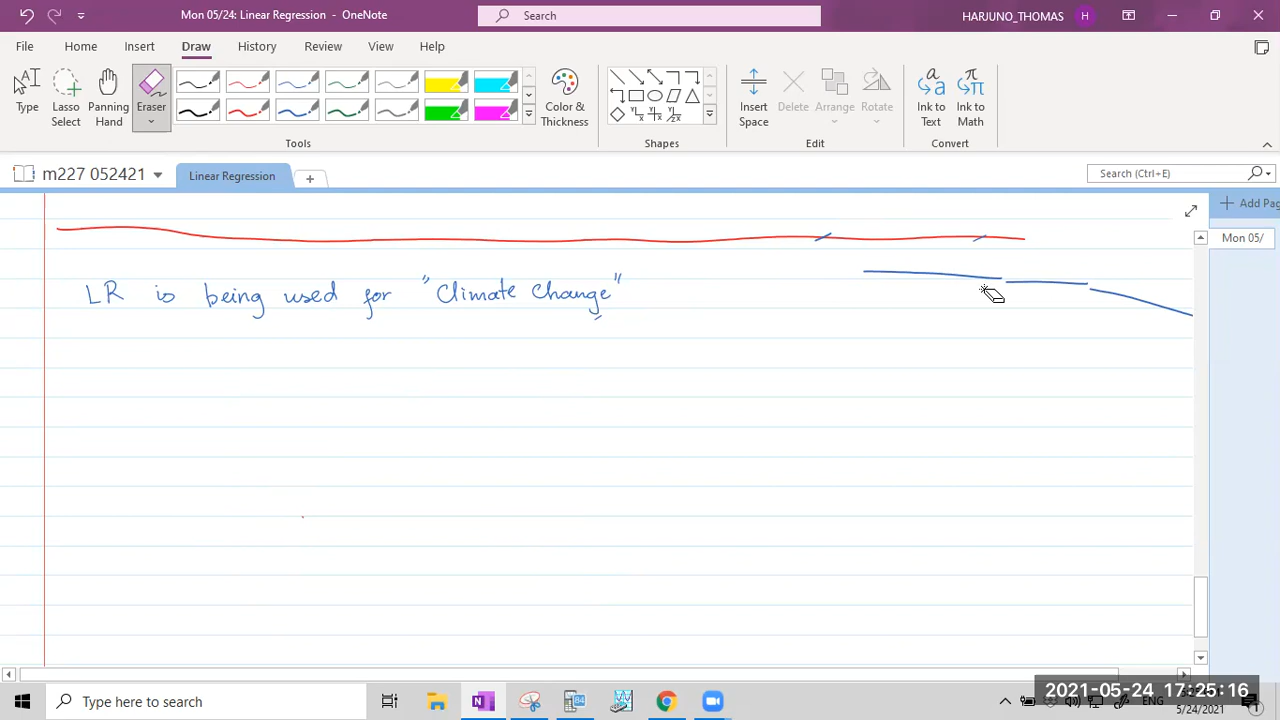 Mon 05/24: Linear Regression - OneNote
Search
HARJUNO_THOMAS
H
File
Home
Insert
Draw
History
Review
View
Help
Type
Lasso Select
Panning Hand
Eraser
Color & Thickness
Insert Space
Delete
Arrange
Rotate
Ink to Text
Ink to Math
Tools
Shapes
Edit
Convert
m227 052421
Linear Regression
Search (Ctrl+E)
Add Pag
Mon 05/
LR is being used for "Climate Change"
Type here to search
2021-05-24 17:25:16
5/24/2021